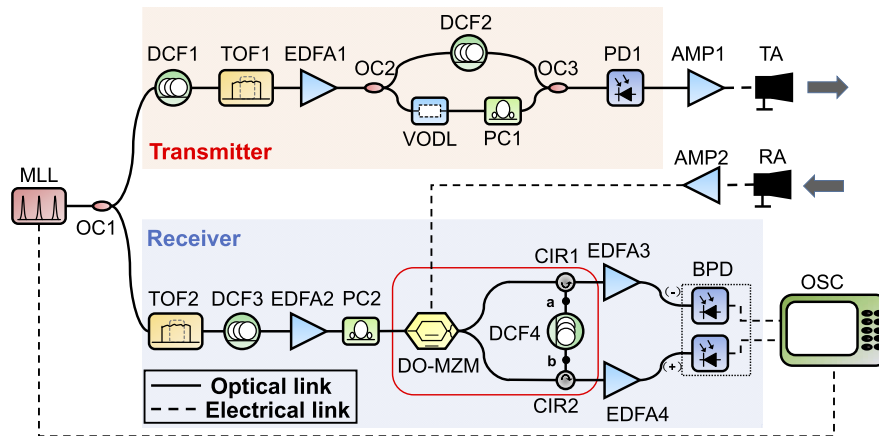 DCF1
TOF1
EDFA1
OC2
DCF2
OC3
PD1
AMP1
TA
VODL
PC1
Transmitter
MLL
OC1
AMP2
RA
Receiver
TOF2
DCF3
EDFA2
PC2
DO-MZM
CIR1
a
DCF4
b
CIR2
EDFA3
EDFA4
BPD
(-)
(+)
OSC
Optical link
Electrical link